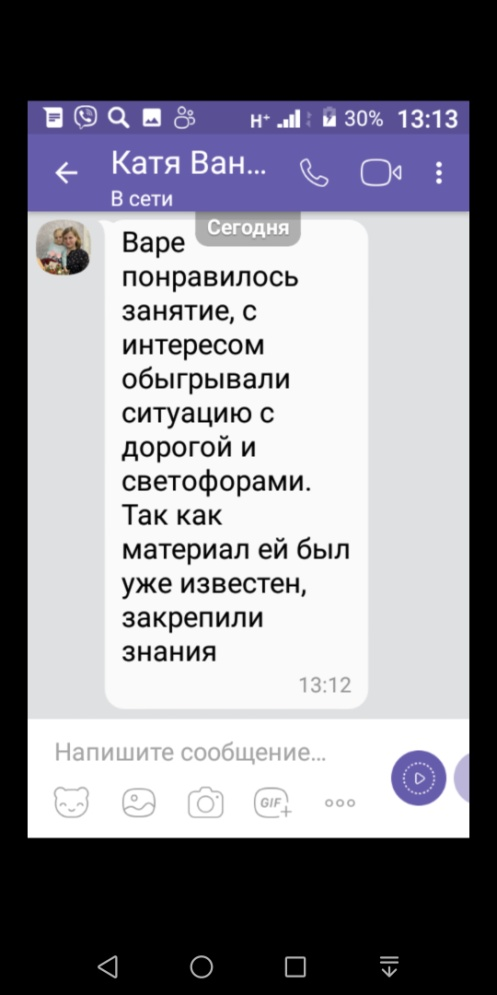 H+ 30% 13:13
Катя Ван...
В сети
Сегодня
Варе
понравилось
занятие, с
интересом
обыгрывали
ситуацию с
дорогой и
светофорами.
Так как
материал ей был
уже известен,
закрепили
знания
13:12
Напишите сообщение...
GIF